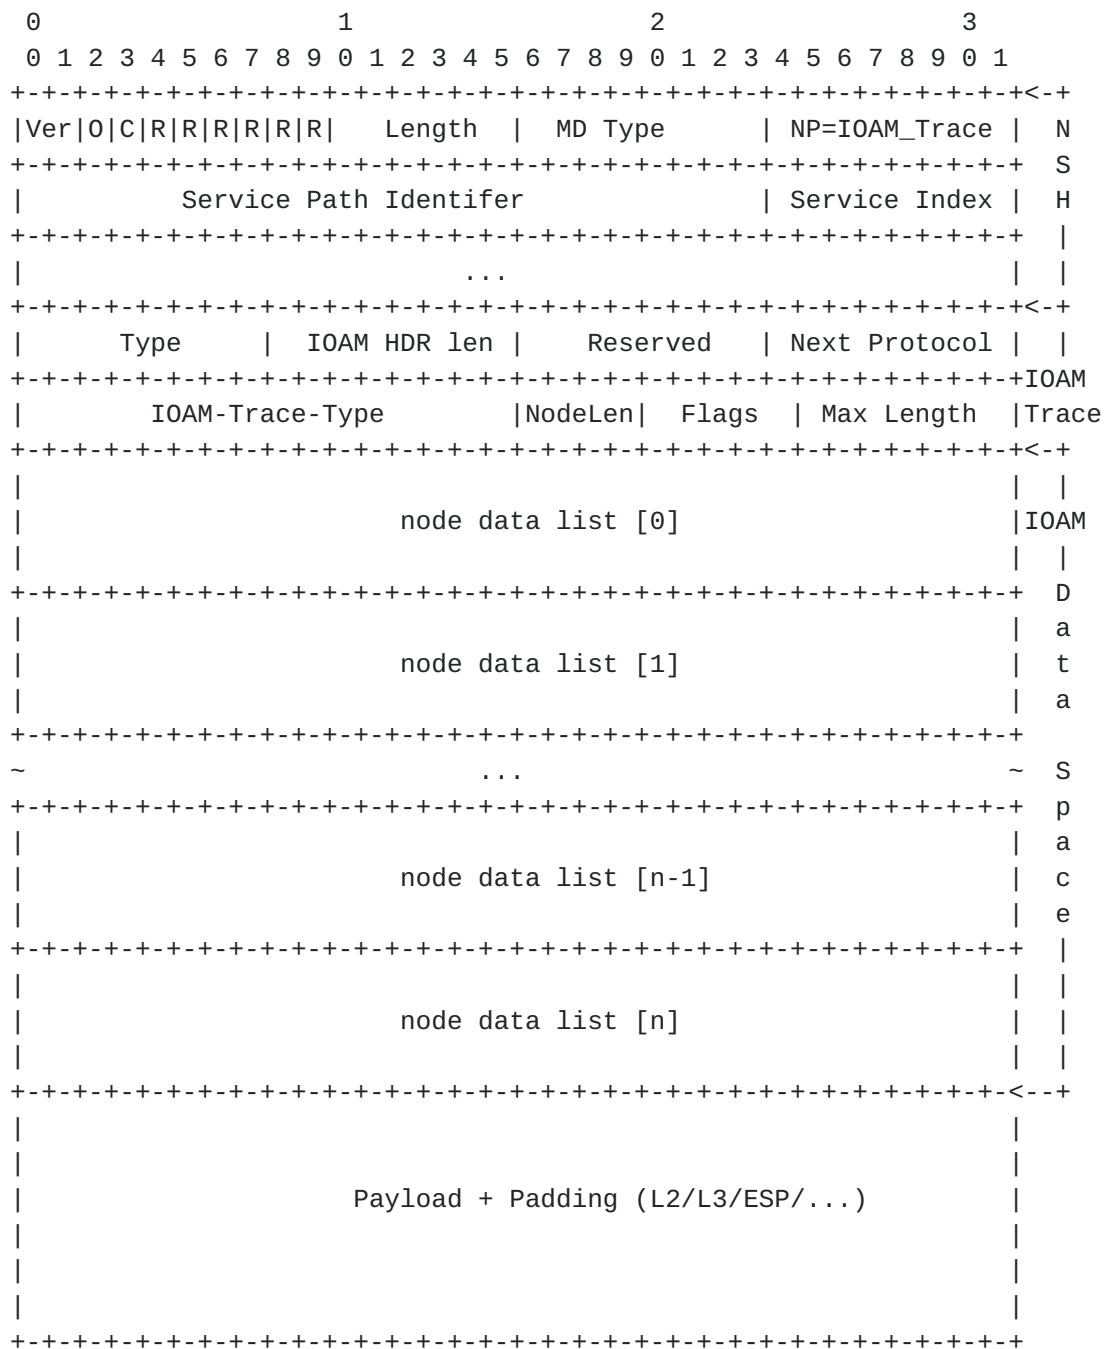 0                   1                   2                   3
 0 1 2 3 4 5 6 7 8 9 0 1 2 3 4 5 6 7 8 9 0 1 2 3 4 5 6 7 8 9 0 1
+-+-+-+-+-+-+-+-+-+-+-+-+-+-+-+-+-+-+-+-+-+-+-+-+-+-+-+-+-+-+-+-+<-+
|Ver|O|C|R|R|R|R|R|R|   Length  |  MD Type      | NP=IOAM_Trace |  N
+-+-+-+-+-+-+-+-+-+-+-+-+-+-+-+-+-+-+-+-+-+-+-+-+-+-+-+-+-+-+-+-+  S
|          Service Path Identifer               | Service Index |  H
+-+-+-+-+-+-+-+-+-+-+-+-+-+-+-+-+-+-+-+-+-+-+-+-+-+-+-+-+-+-+-+-+  |
|                            ...                                |  |
+-+-+-+-+-+-+-+-+-+-+-+-+-+-+-+-+-+-+-+-+-+-+-+-+-+-+-+-+-+-+-+-+<-+
|      Type     |  IOAM HDR len |    Reserved   | Next Protocol |  |
+-+-+-+-+-+-+-+-+-+-+-+-+-+-+-+-+-+-+-+-+-+-+-+-+-+-+-+-+-+-+-+-+IOAM
|        IOAM-Trace-Type        |NodeLen|  Flags  | Max Length  |Trace
+-+-+-+-+-+-+-+-+-+-+-+-+-+-+-+-+-+-+-+-+-+-+-+-+-+-+-+-+-+-+-+-+<-+
|                                                               |  |
|                        node data list [0]                     |IOAM
|                                                               |  |
+-+-+-+-+-+-+-+-+-+-+-+-+-+-+-+-+-+-+-+-+-+-+-+-+-+-+-+-+-+-+-+-+  D
|                                                               |  a
|                        node data list [1]                     |  t
|                                                               |  a
+-+-+-+-+-+-+-+-+-+-+-+-+-+-+-+-+-+-+-+-+-+-+-+-+-+-+-+-+-+-+-+-+
~                             ...                               ~  S
+-+-+-+-+-+-+-+-+-+-+-+-+-+-+-+-+-+-+-+-+-+-+-+-+-+-+-+-+-+-+-+-+  p
|                                                               |  a
|                        node data list [n-1]                   |  c
|                                                               |  e
+-+-+-+-+-+-+-+-+-+-+-+-+-+-+-+-+-+-+-+-+-+-+-+-+-+-+-+-+-+-+-+-+  |
|                                                               |  |
|                        node data list [n]                     |  |
|                                                               |  |
+-+-+-+-+-+-+-+-+-+-+-+-+-+-+-+-+-+-+-+-+-+-+-+-+-+-+-+-+-+-+-+-<--+
|                                                               |
|                                                               |
|                     Payload + Padding (L2/L3/ESP/...)         |
|                                                               |
|                                                               |
|                                                               |
+-+-+-+-+-+-+-+-+-+-+-+-+-+-+-+-+-+-+-+-+-+-+-+-+-+-+-+-+-+-+-+-+